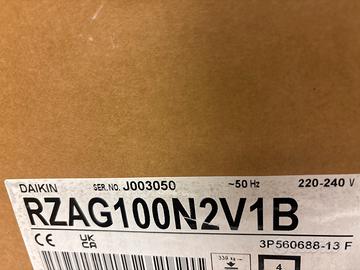 DAIKIN SER.NO. J003050 ~50 Hz 220-240 V
RZAG100N2V1B
CE UK CA 3P560688-13 F
4